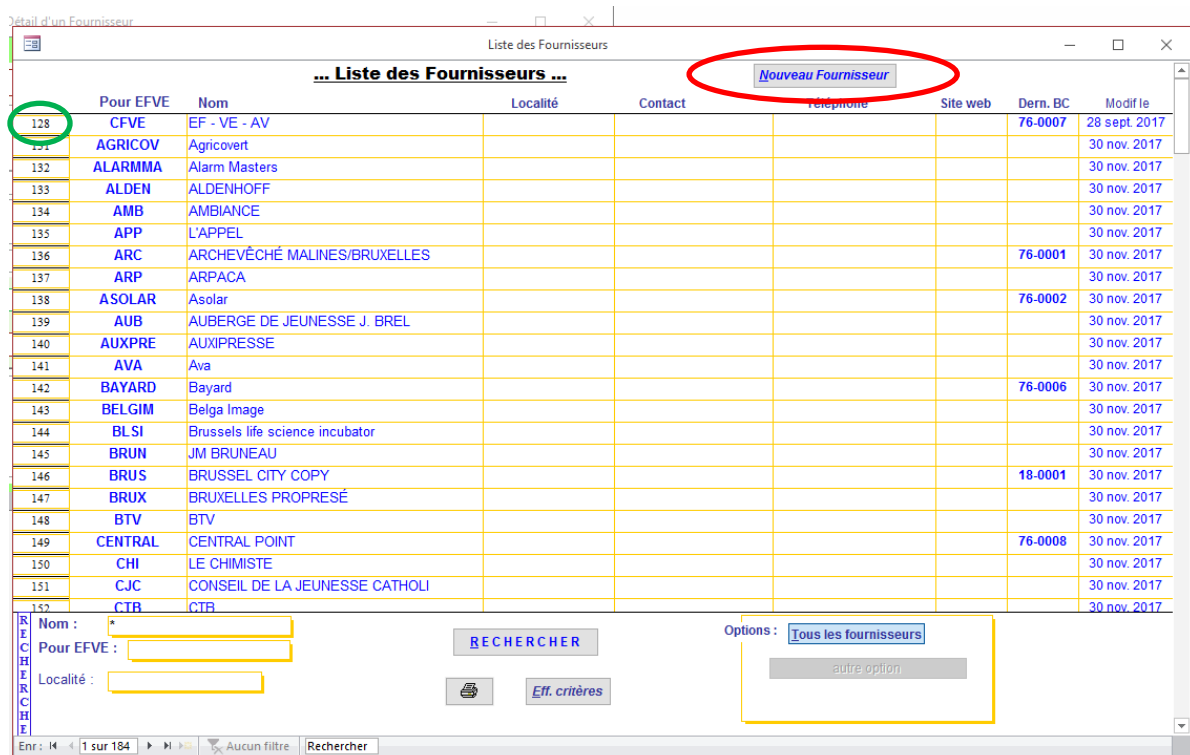 Détail d'un Fournisseur
Liste des Fournisseurs
... Liste des Fournisseurs ...
Nouveau Fournisseur
Pour EFVE Nom Localité Contact Téléphone Site web Dern. BC Modif le
128 CFVE EF - VE - AV 76-0007 28 sept. 2017
131 AGRICOV Agricovert 30 nov. 2017
132 ALARMMA Alarm Masters 30 nov. 2017
133 ALDEN ALDENHOFF 30 nov. 2017
134 AMB AMBIANCE 30 nov. 2017
135 APP L'APPEL 30 nov. 2017
136 ARC ARCHEVÊCHÉ MALINES/BRUXELLES 76-0001 30 nov. 2017
137 ARP ARPACA 30 nov. 2017
138 ASOLAR Asolar 76-0002 30 nov. 2017
139 AUB AUBERGE DE JEUNESSE J. BREL 30 nov. 2017
140 AUXPRE AUXIPRESSE 30 nov. 2017
141 AVA Ava 30 nov. 2017
142 BAYARD Bayard 76-0006 30 nov. 2017
143 BELGIM Belga Image 30 nov. 2017
144 BLSI Brussels life science incubator 30 nov. 2017
145 BRUN JM BRUNEAU 30 nov. 2017
146 BRUS BRUSSEL CITY COPY 18-0001 30 nov. 2017
147 BRUX BRUXELLES PROPRESÉ 30 nov. 2017
148 BTV BTV 30 nov. 2017
149 CENTRAL CENTRAL POINT 76-0008 30 nov. 2017
150 CHI LE CHIMISTE 30 nov. 2017
151 CJC CONSEIL DE LA JEUNESSE CATHOLI 30 nov. 2017
152 CTB CTB 30 nov. 2017
RECHERCHE
Nom : *
Pour EFVE :
Localité :
RECHERCHER
Eff. critères
Options : Tous les fournisseurs
autre option
Enr : 1 sur 184 Aucun filtre Rechercher